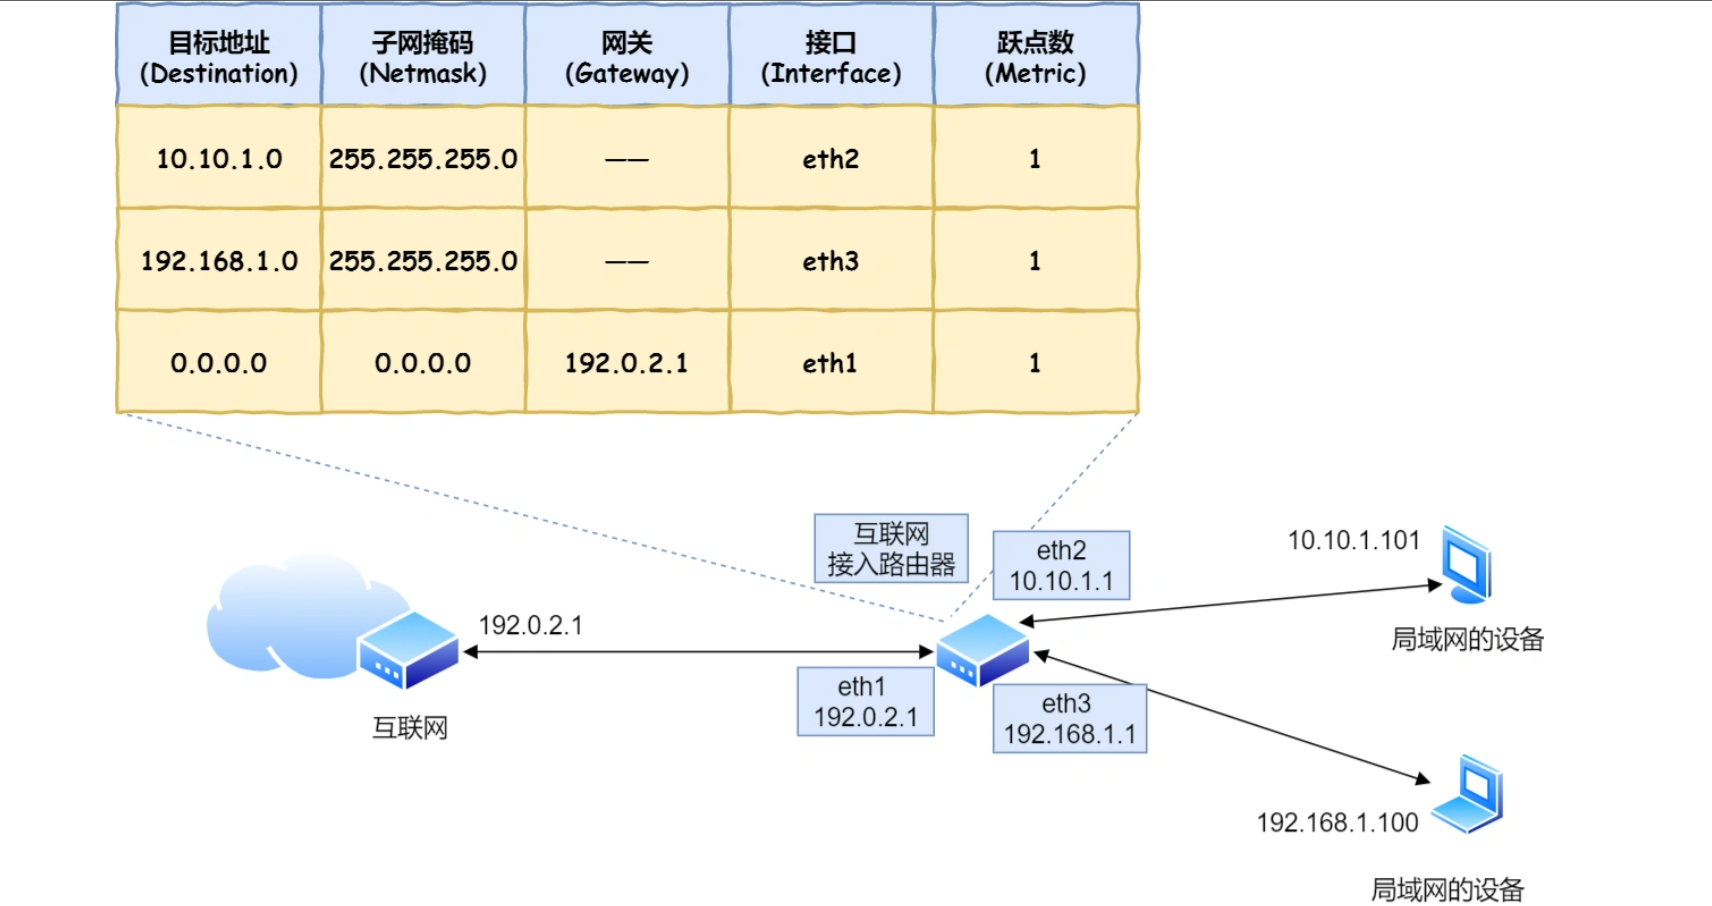 目标地址
(Destination)
子网掩码
(Netmask)
网关
(Gateway)
接口
(Interface)
跃点数
(Metric)
10.10.1.0
255.255.255.0
——
eth2
1
192.168.1.0
255.255.255.0
——
eth3
1
0.0.0.0
0.0.0.0
192.0.2.1
eth1
1
互联网
接入路由器
eth2
10.10.1.1
10.10.1.101
局域网的设备
192.0.2.1
互联网
eth1
192.0.2.1
eth3
192.168.1.1
192.168.1.100
局域网的设备